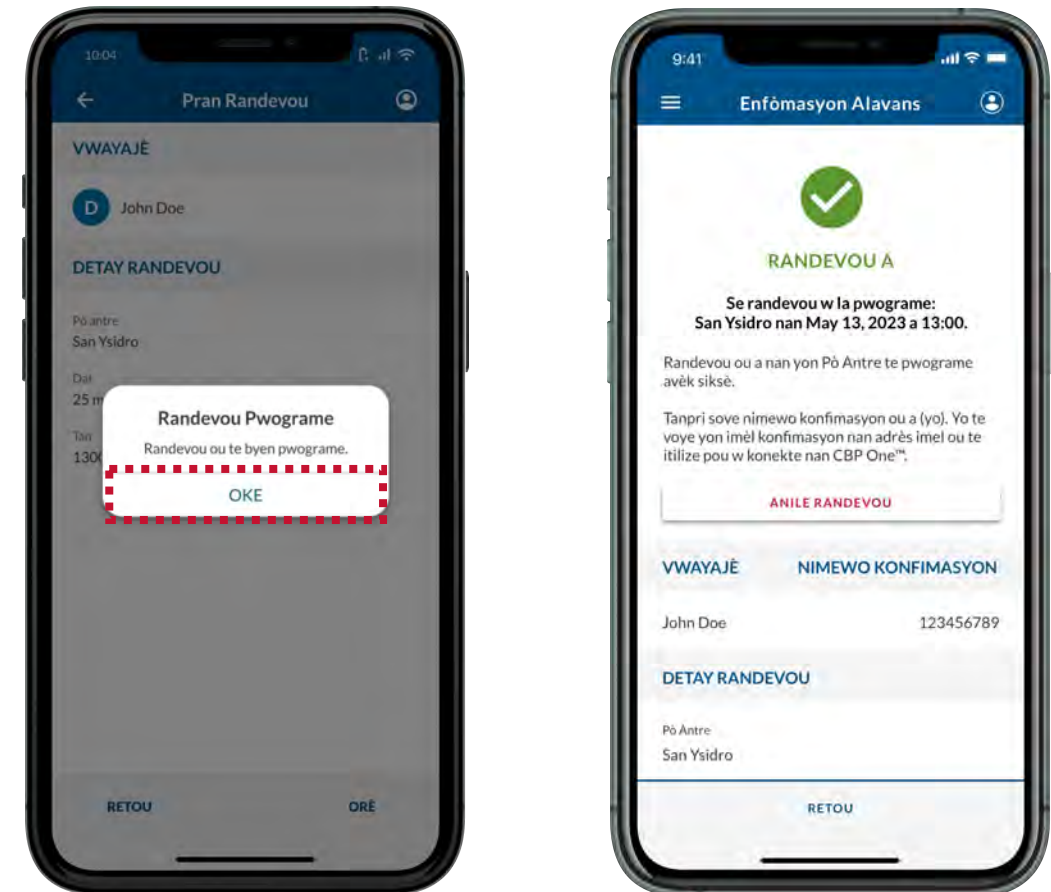 10:04
Pran Randevou
VWAYAJÈ
D John Doe
DETAY RANDEVOU
Pò antre
San Ysidro
Dat
25 m
Tan
1300
Randevou Pwograme
Randevou ou te byen pwograme.
OKE
RETOU ORÈ
9:41
Enfòmasyon Alavans
RANDEVOU A
Se randevou w la pwograme:
San Ysidro nan May 13, 2023 a 13:00.
Randevou ou a nan yon Pò Antre te pwograme
avèk siksè.
Tanpri sove nimewo konfimasyon ou a (yo). Yo te
voye yon imèl konfimasyon nan adrès imel ou te
itilize pou w konekte nan CBP One™.
ANILE RANDEVOU
VWAYAJÈ NIMEWO KONFIMASYON
John Doe 123456789
DETAY RANDEVOU
Pò Antre
San Ysidro
RETOU